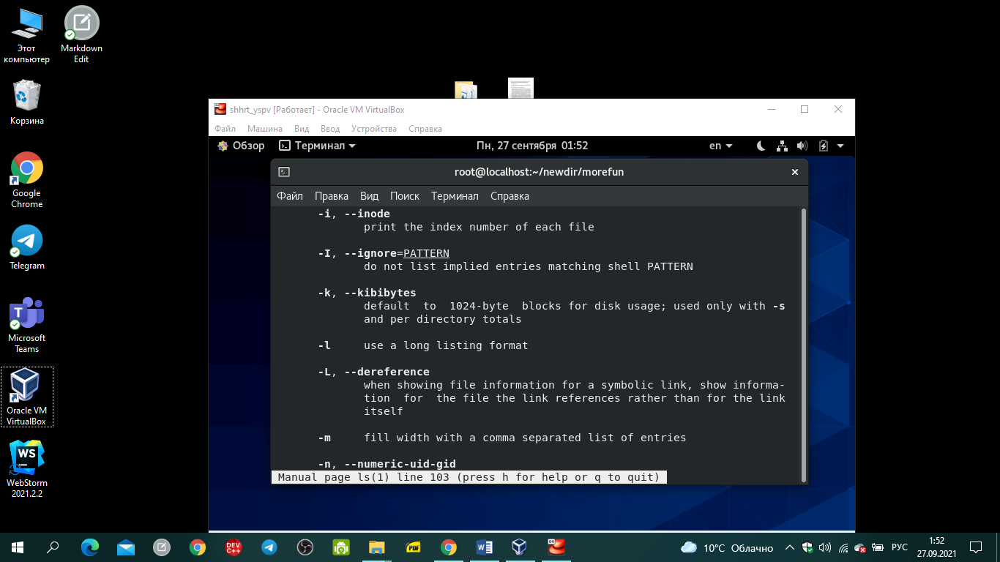 Этот
компьютер
Markdown
Edit
Корзина
Google
Chrome
Telegram
Microsoft
Teams
Oracle VM
VirtualBox
WS
WebStorm
2021.2.2
shhrt_yspv [Работает] - Oracle VM VirtualBox
Файл Машина Вид Ввод Устройства Справка
Обзор Терминал Пн, 27 сентября 01:52 en
root@localhost:~/newdir/morefun
Файл Правка Вид Поиск Терминал Справка
-i, --inode
print the index number of each file
-I, --ignore=PATTERN
do not list implied entries matching shell PATTERN
-k, --kibibytes
default to 1024-byte blocks for disk usage; used only with -s
and per directory totals
-l use a long listing format
-L, --dereference
when showing file information for a symbolic link, show informa-
tion for the file the link references rather than for the link
itself
-m fill width with a comma separated list of entries
-n, --numeric-uid-gid
Manual page ls(1) line 103 (press h for help or q to quit)
DEV
C++
PDF
64
10°C Облачно
РУС
1:52
27.09.2021